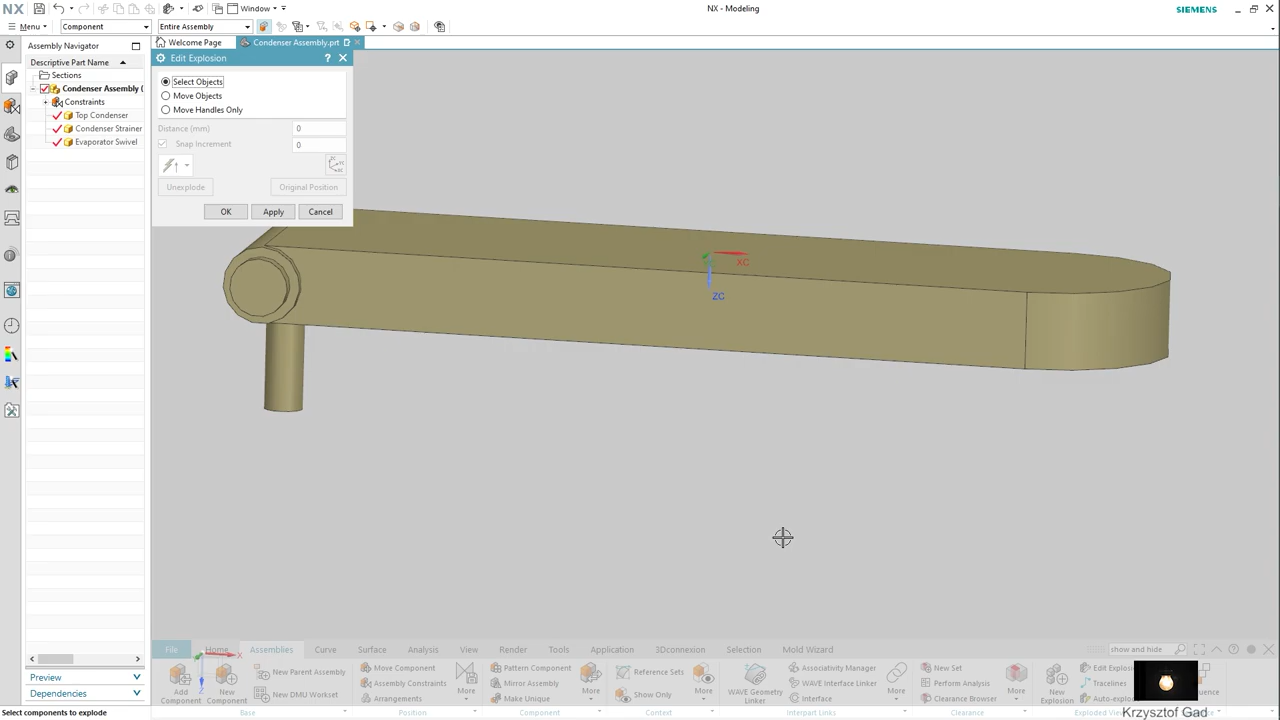 NX
Window
NX - Modeling
SIEMENS
Menu
Component
Entire Assembly
Assembly Navigator
Welcome Page
Condenser Assembly.prt
Descriptive Part Name
Sections
Condenser Assembly (
Constraints
Top Condenser
Condenser Strainer
Evaporator Swivel
Edit Explosion
?
Select Objects
Move Objects
Move Handles Only
Distance (mm)
0
Snap Increment
0
Unexplode
Original Position
OK
Apply
Cancel
XC
ZC
Preview
Dependencies
File
Home
Assemblies
Curve
Surface
Analysis
View
Render
Tools
Application
3Dconnexion
Selection
Mold Wizard
show and hide
Add
Component
New
Component
New Parent Assembly
New DMU Workset
Move Component
Assembly Constraints
Arrangements
More
Pattern Component
Mirror Assembly
Make Unique
More
Reference Sets
Show Only
More
WAVE Geometry
Linker
Associativity Manager
WAVE Interface Linker
Interface
More
New Set
Perform Analysis
Clearance Browser
More
New
Explosion
Edit Explosi
Tracelines
Auto-explo
Base
Position
Component
Context
Interpart Links
Clearance
Select components to explode
Krzysztof Gad